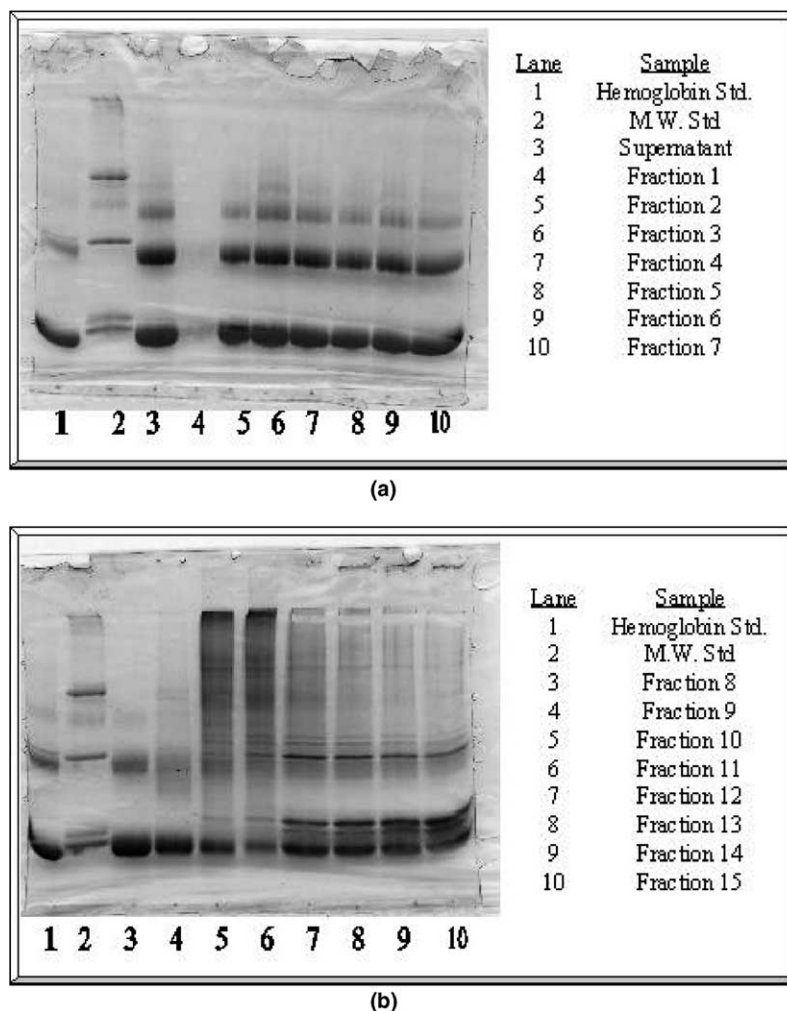 Lane Sample
1 Hemoglobin Std.
2 M.W. Std
3 Supernatant
4 Fraction 1
5 Fraction 2
6 Fraction 3
7 Fraction 4
8 Fraction 5
9 Fraction 6
10 Fraction 7
1 2 3 4 5 6 7 8 9 10
(a)
Lane Sample
1 Hemoglobin Std.
2 M.W. Std
3 Fraction 8
4 Fraction 9
5 Fraction 10
6 Fraction 11
7 Fraction 12
8 Fraction 13
9 Fraction 14
10 Fraction 15
1 2 3 4 5 6 7 8 9 10
(b)